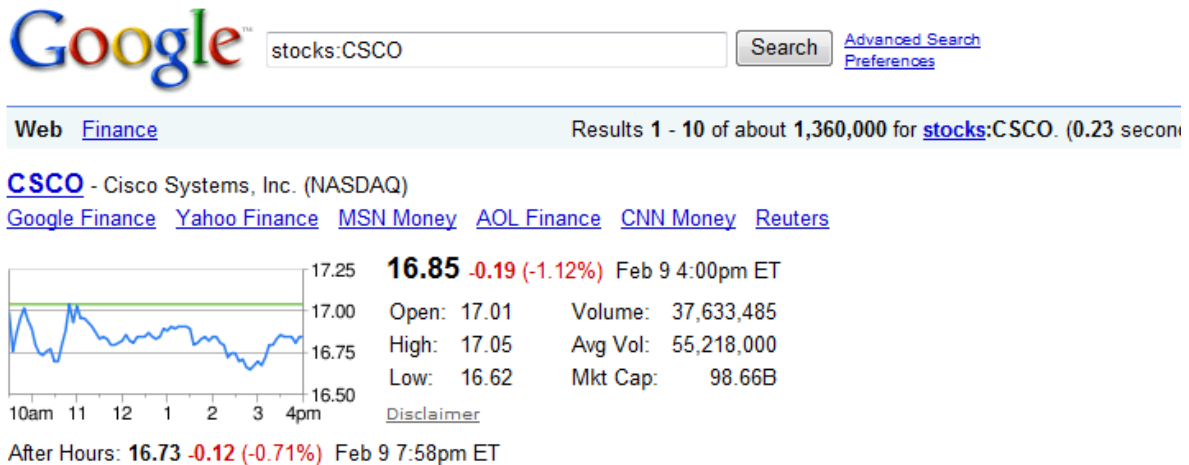 Google™ stocks:CSCO Search Advanced Search
Preferences
Web Finance Results 1 - 10 of about 1,360,000 for stocks:CSCO. (0.23 secon
CSCO - Cisco Systems, Inc. (NASDAQ)
Google Finance Yahoo Finance MSN Money AOL Finance CNN Money Reuters
17.25
17.00
16.75
16.50
10am 11 12 1 2 3 4pm
16.85 -0.19 (-1.12%) Feb 9 4:00pm ET
Open: 17.01 Volume: 37,633,485
High: 17.05 Avg Vol: 55,218,000
Low: 16.62 Mkt Cap: 98.66B
Disclaimer
After Hours: 16.73 -0.12 (-0.71%) Feb 9 7:58pm ET